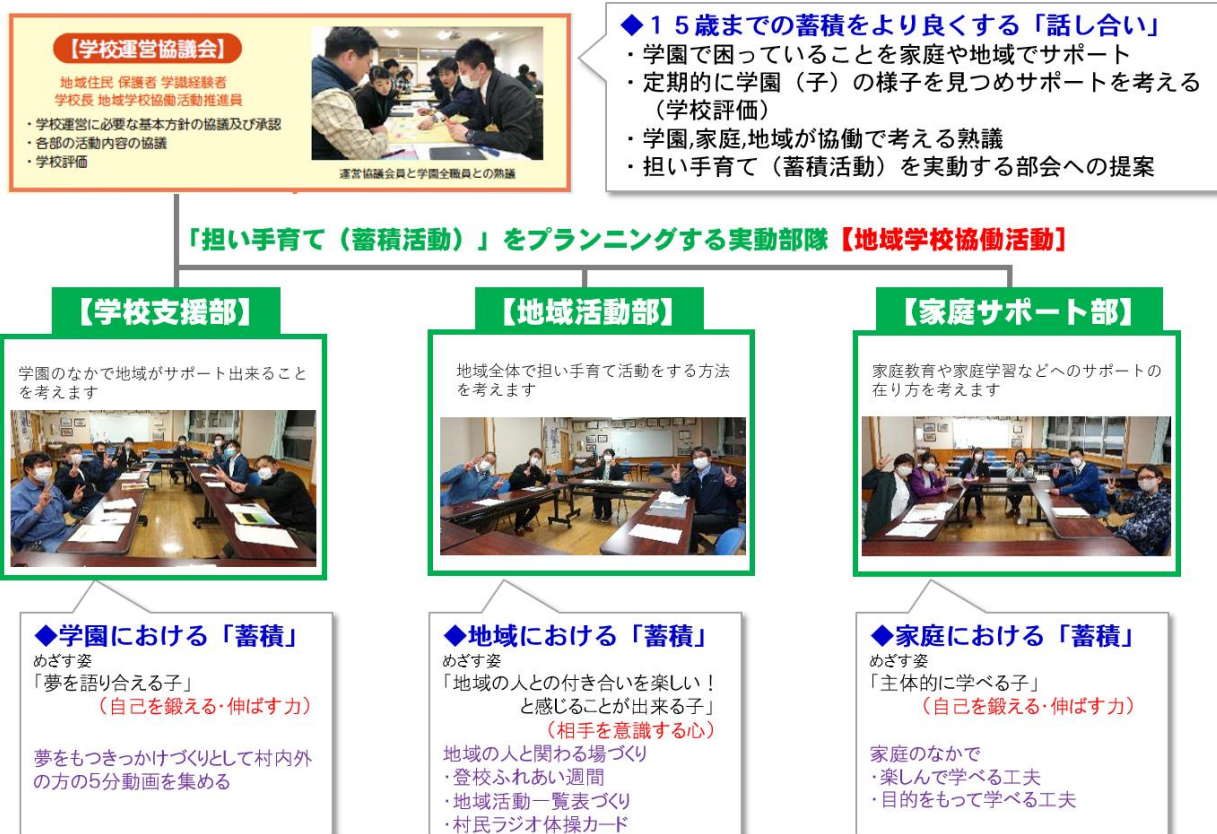 【学校運営協議会】
地域住民 保護者 学識経験者
学校長 地域学校協働活動推進員
・学校運営に必要な基本方針の協議及び承認
・各部の活動内容の協議
・学校評価
運営協議会員と学園全職員との熟議
◆15歳までの蓄積をより良くする「話し合い」
・学園で困っていることを家庭や地域でサポート
・定期的に学園（子）の様子を見つめサポートを考える
（学校評価）
・学園,家庭,地域が協働で考える熟議
・担い手育て（蓄積活動）を実動する部会への提案
「担い手育て（蓄積活動）」をプランニングする実動部隊【地域学校協働活動】
【学校支援部】
学園のなかで地域がサポート出来ること
を考えます
◆学園における「蓄積」
めざす姿
「夢を語り合える子」
（自己を鍛える･伸ばす力）
夢をもつきっかけづくりとして村内外
の方の5分動画を集める
【地域活動部】
地域全体で担い手育て活動をする方法
を考えます
◆地域における「蓄積」
めざす姿
「地域の人との付き合いを楽しい！
と感じることが出来る子」
（相手を意識する心）
地域の人と関わる場づくり
･登校ふれあい週間
･地域活動一覧表づくり
･村民ラジオ体操カード
【家庭サポート部】
家庭教育や家庭学習などへのサポートの
在り方を考えます
◆家庭における「蓄積」
めざす姿
「主体的に学べる子」
（自己を鍛える･伸ばす力）
家庭のなかで
･楽しんで学べる工夫
･目的をもって学べる工夫